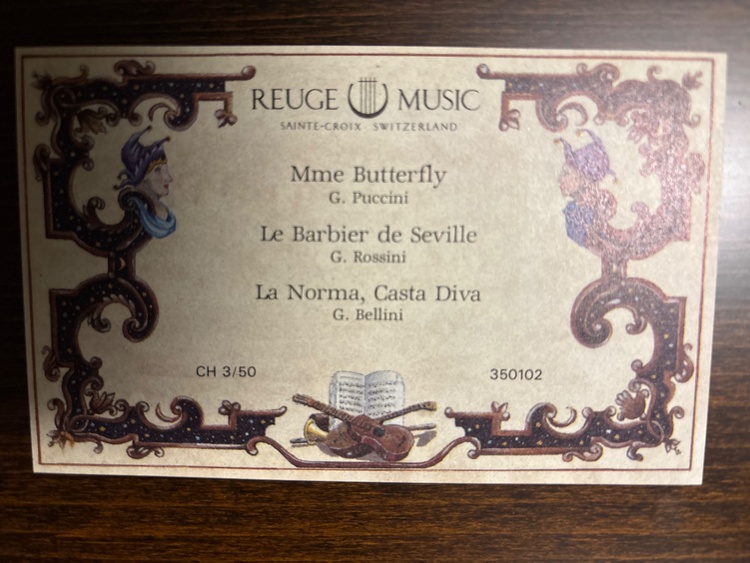 REUGE MUSIC
SAINTE-CROIX SWITZERLAND
Mme Butterfly
G. Puccini
Le Barbier de Seville
G. Rossini
La Norma, Casta Diva
G. Bellini
CH 3/50 350102